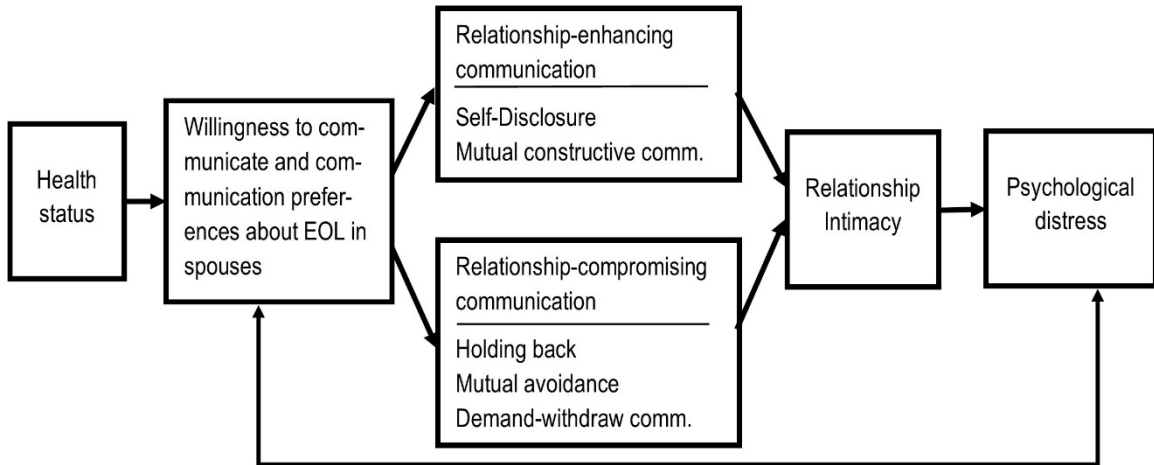 Health
status
Willingness to com-
municate and com-
munication prefer-
ences about EOL in
spouses
Relationship-enhancing
communication
Self-Disclosure
Mutual constructive comm.
Relationship-compromising
communication
Holding back
Mutual avoidance
Demand-withdraw comm.
Relationship
Intimacy
Psychological
distress